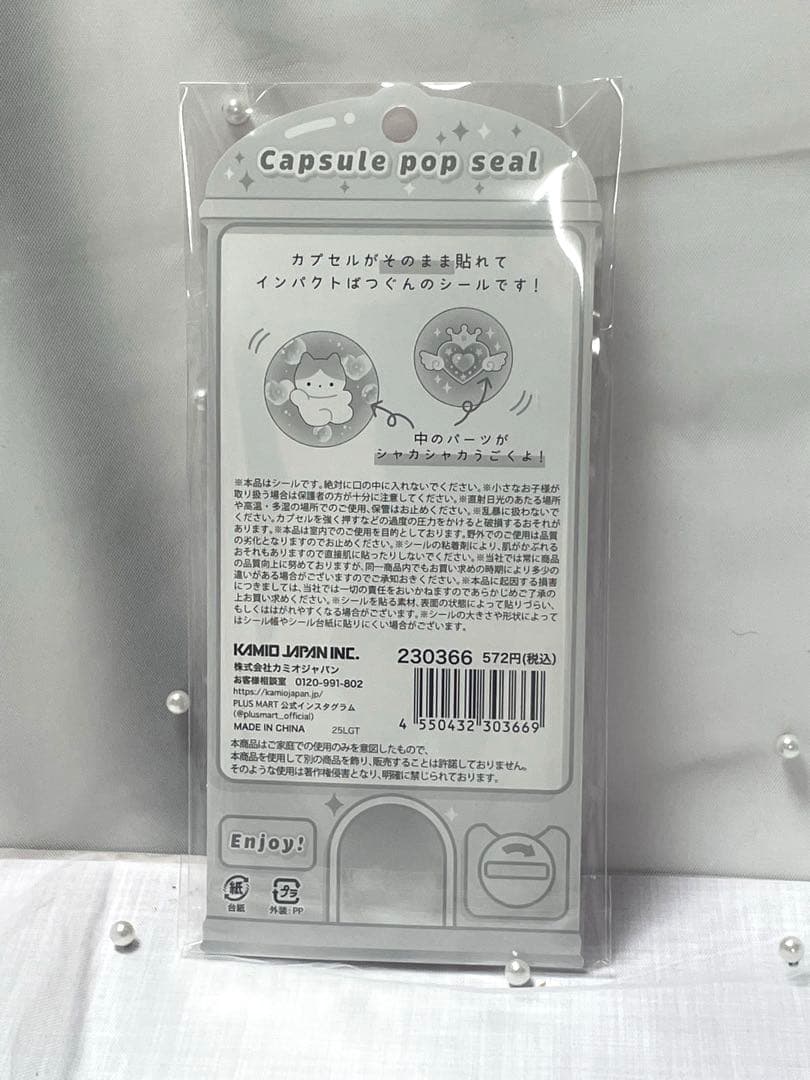 Capsule pop seal
カプセルがそのまま貼れて
インパクトばつぐんのシールです!
中のパーツが
シャカシャカうごくよ!
※本品はシールです。絶対に口の中に入れないでください。※小さなお子様が
取り扱う場合は保護者の方が十分に注意してください。※直射日光のあたる場所
や高温・多湿の場所でのご使用、保管はお止めください。※乱暴に扱わないで
ください。カプセルを強く押すなどの過度の圧力をかけると破損するおそれが
あります。※本品は室内でのご使用を目的としております。野外でのご使用は品質
の劣化となりますのでお止めください。※シールの粘着剤により、肌がかぶれる
おそれもありますので直接肌に貼ったりしないでください。※当社では常に商品
の品質向上に努めておりますが、同一商品内でもお買い求めの時期により多少の
違いがある場合がございますのでご承知おきください。※本品に起因する損害
につきましては、当社では一切の責任をおいかねますのであらかじめご了承の
上お買い求めください。※シールを貼る素材、表面の状態によって貼りづらい、
もしくははがれやすくなる場合がございます。※シールの大きさや形状によって
はシール帳やシール台紙に貼りにくい場合がございます。
KAMIO JAPAN INC.
株式会社カミオジャパン
お客様相談室 0120-991-802
https://kamiojapan.jp/
PLUS MART 公式インスタグラム
(@plusmart_official)
MADE IN CHINA 25LGT
230366 572円(税込)
4 550432 303669
本商品はご家庭での使用のみを意図したもので、
本商品を使用して別の商品を飾り、販売することは許諾しておりません。
そのような使用は著作権侵害となり、明確に禁じられております。
Enjoy!
紙
台紙
プラ
外装:PP